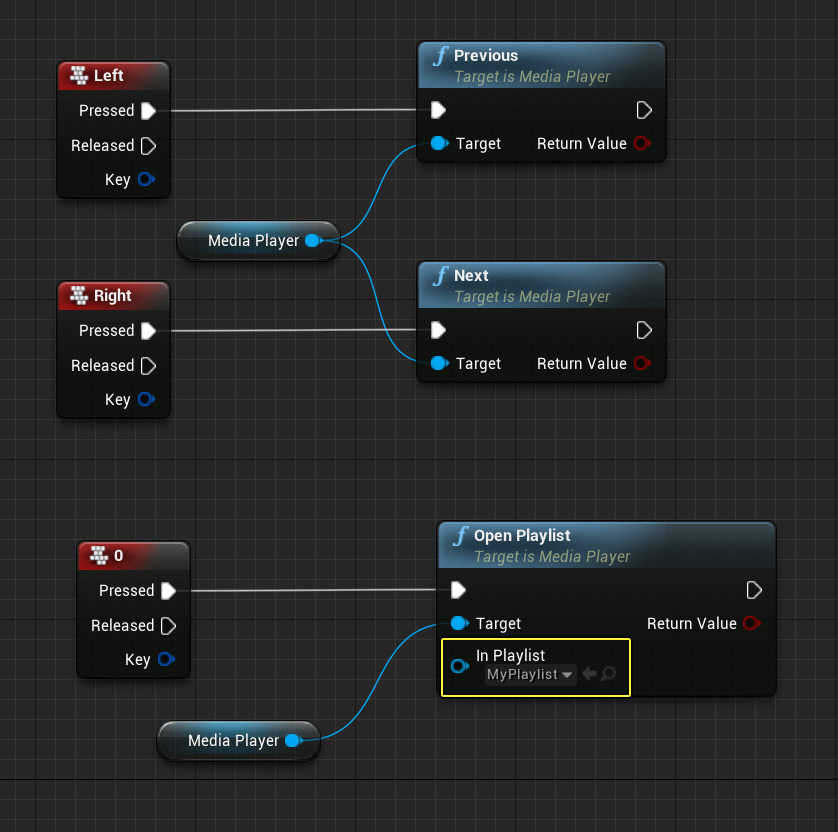 Left
Pressed
Released
Key
Previous
Target is Media Player
Target Return Value
Media Player
Right
Pressed
Released
Key
Next
Target is Media Player
Target Return Value
0
Pressed
Released
Key
Open Playlist
Target is Media Player
Target Return Value
In Playlist
MyPlaylist
Media Player